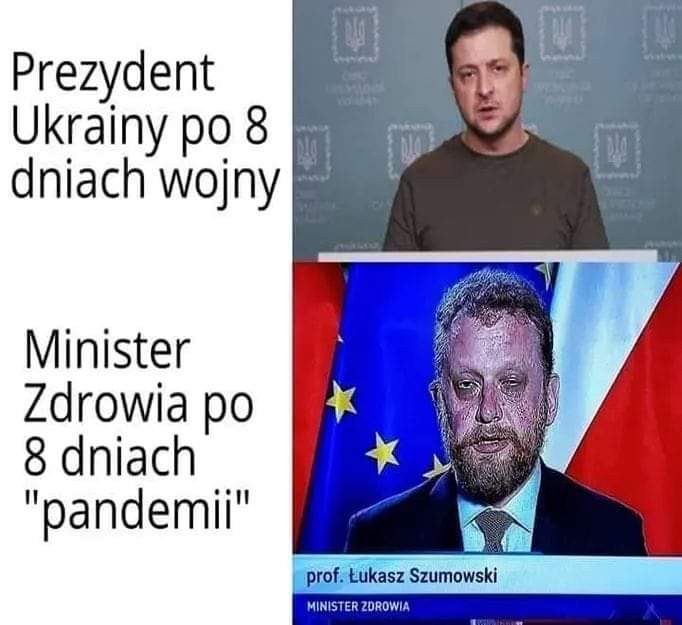 Prezydent
Ukrainy po 8
dniach wojny
Minister
Zdrowia po
8 dniach
"pandemii"
prof. Łukasz Szumowski
MINISTER ZDROWIA